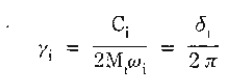 γᵢ = Cᵢ / 2Mᵢωᵢ = δᵢ / 2π